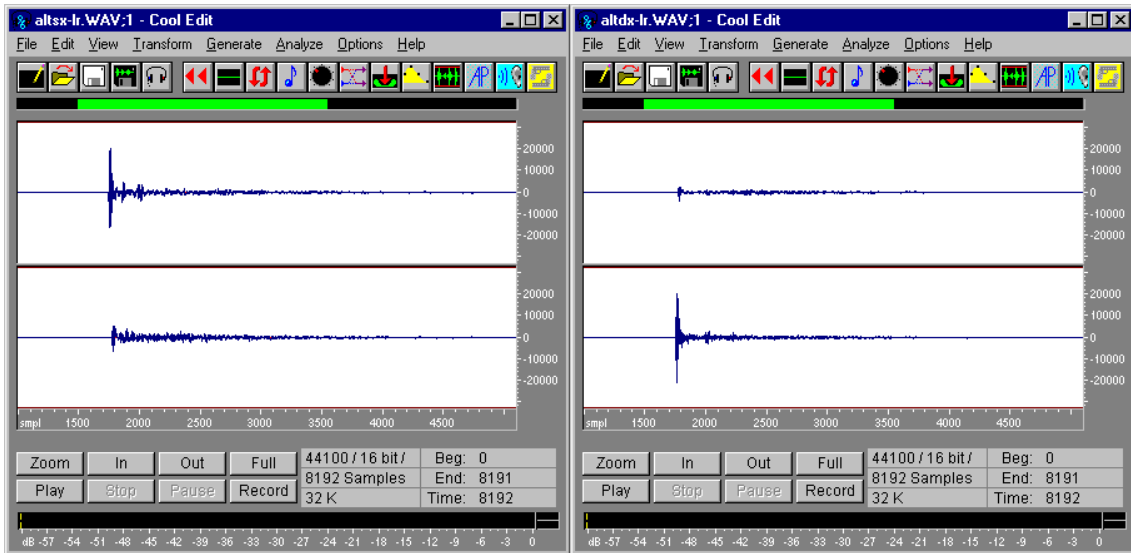 altsx-lr.WAV;1 - Cool Edit
File Edit View Transform Generate Analyze Options Help
AP
20000
10000
0
-10000
-20000
20000
10000
0
-10000
-20000
smpl 1500 2000 2500 3000 3500 4000 4500
Zoom In Out Full
Play Stop Pause Record
44100 / 16 bit / Beg: 0
8192 Samples End: 8191
32 K Time: 8192
dB -57 -54 -51 -48 -45 -42 -39 -36 -33 -30 -27 -24 -21 -18 -15 -12 -9 -6 -3 0
altdx-lr.WAV;1 - Cool Edit
File Edit View Transform Generate Analyze Options Help
AP
20000
10000
0
-10000
-20000
20000
10000
0
-10000
-20000
smpl 1500 2000 2500 3000 3500 4000 4500
Zoom In Out Full
Play Stop Pause Record
44100 / 16 bit / Beg: 0
8192 Samples End: 8191
32 K Time: 8192
dB -57 -54 -51 -48 -45 -42 -39 -36 -33 -30 -27 -24 -21 -18 -15 -12 -9 -6 -3 0